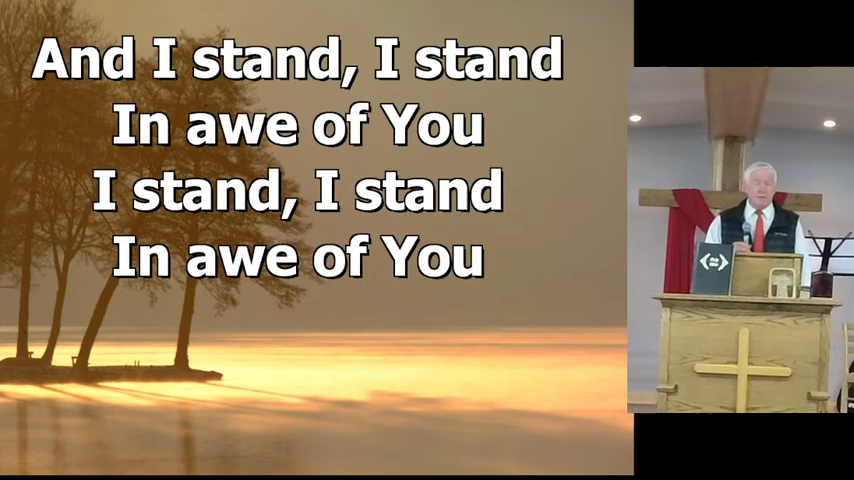 And I stand, I stand
In awe of You
I stand, I stand
In awe of You